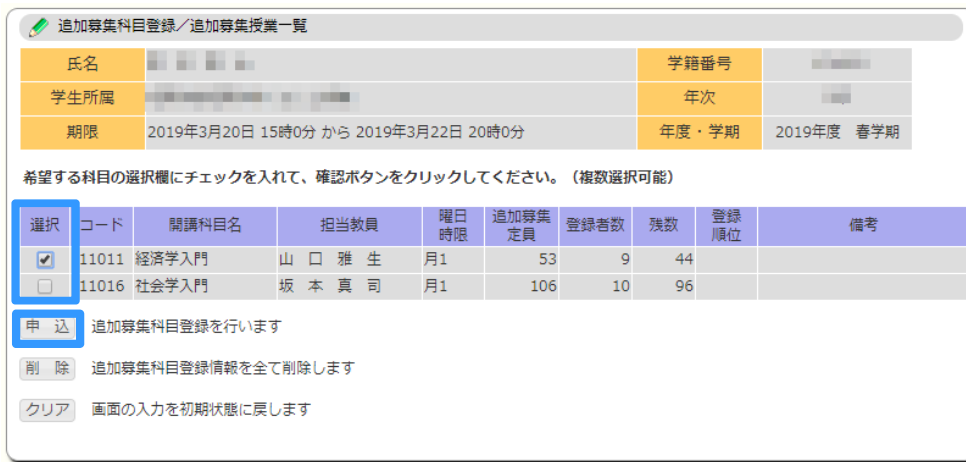 追加募集科目登録／追加募集授業一覧
氏名 学籍番号
学生所属 年次
期限 2019年3月20日 15時0分 から 2019年3月22日 20時0分 年度・学期 2019年度 春学期
希望する科目の選択欄にチェックを入れて、確認ボタンをクリックしてください。（複数選択可能）
選択 コード 開講科目名 担当教員 曜日時限 追加募集定員 登録者数 残数 登録順位 備考
11011 経済学入門 山 口 雅 生 月1 53 9 44
11016 社会学入門 坂 本 真 司 月1 106 10 96
申 込 追加募集科目登録を行います
削 除 追加募集科目登録情報を全て削除します
クリア 画面の入力を初期状態に戻します